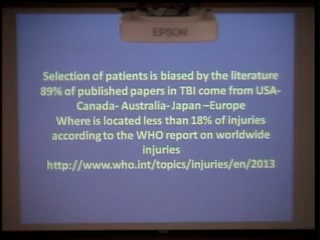 EPSON
Selection of patients is biased by the literature
89% of published papers in TBI come from USA-
Canada- Australia- Japan –Europe
Where is located less than 18% of injuries
according to the WHO report on worldwide
injuries
http://www.who.int/topics/injuries/en/2013